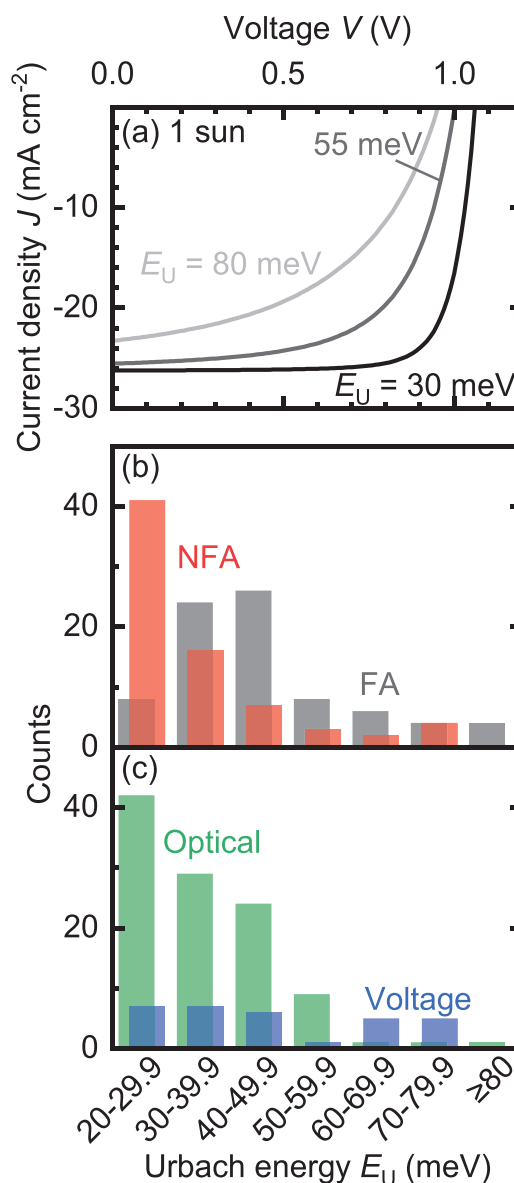 Voltage V (V)
0.0 0.5 1.0
(a) 1 sun
55 meV
E_U = 80 meV
E_U = 30 meV
-10
-20
-30
Current density J (mA cm⁻²)
(b)
NFA
FA
40
20
0
Counts
(c)
Optical
Voltage
40
20
0
20-29.9
30-39.9
40-49.9
50-59.9
60-69.9
70-79.9
≥80
Urbach energy E_U (meV)